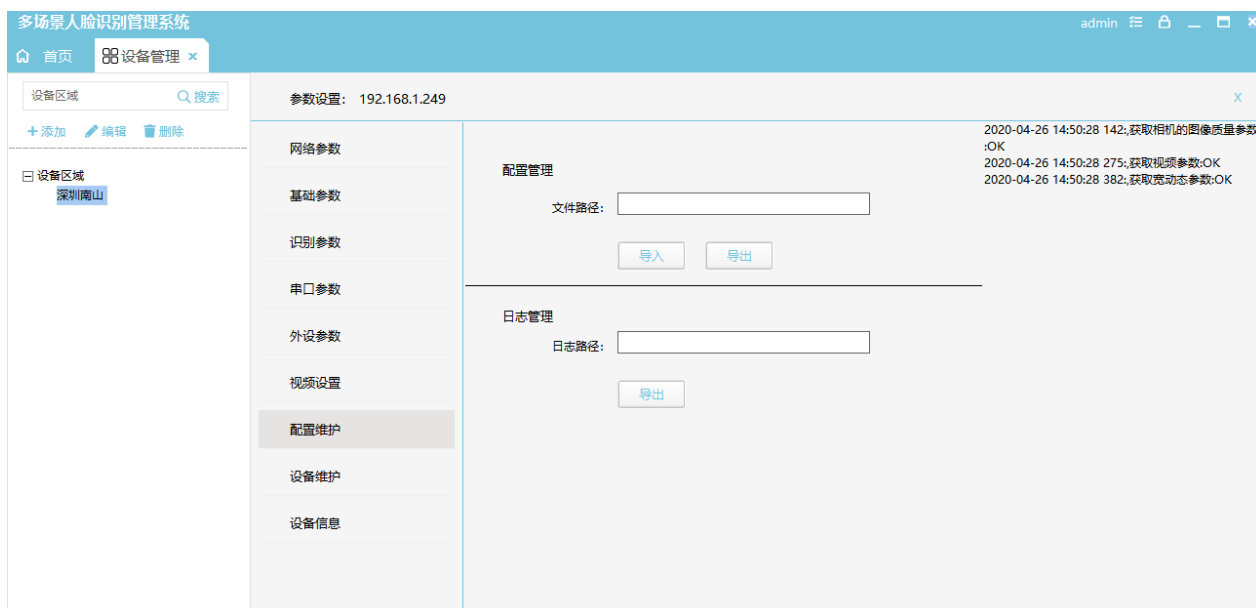 多场景人脸识别管理系统
admin
首页
设备管理 ×
设备区域 搜索
+添加 编辑 删除
设备区域
深圳南山
参数设置: 192.168.1.249 X
网络参数
基础参数
识别参数
串口参数
外设参数
视频设置
配置维护
设备维护
设备信息
配置管理
文件路径:
导入 导出
日志管理
日志路径:
导出
2020-04-26 14:50:28 142:,获取相机的图像质量参数
:OK
2020-04-26 14:50:28 275:,获取视频参数:OK
2020-04-26 14:50:28 382:,获取宽动态参数:OK